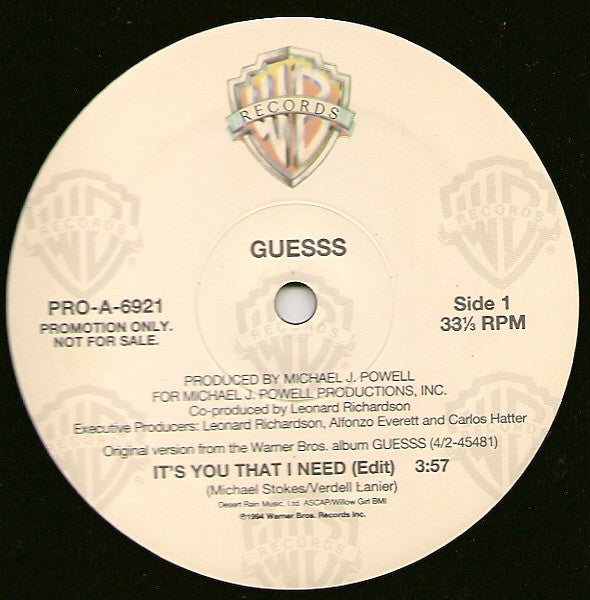 WB
RECORDS
GUESSS
PRO-A-6921
PROMOTION ONLY.
NOT FOR SALE.
Side 1
33⅓ RPM
PRODUCED BY MICHAEL J. POWELL
FOR MICHAEL J. POWELL PRODUCTIONS, INC.
Co-produced by Leonard Richardson
Executive Producers: Leonard Richardson, Alfonzo Everett and Carlos Hatter
Original version from the Warner Bros. album GUESSS (4/2-45481)
IT'S YOU THAT I NEED (Edit) 3:57
(Michael Stokes/Verdell Lanier)
Desert Rain Music, Ltd. ASCAP/Willow Girl BMI
℗1994 Warner Bros. Records Inc.